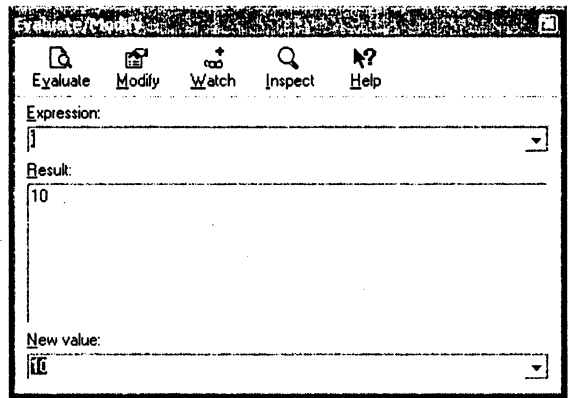 Evaluate/Modify
Evaluate Modify Watch Inspect Help
Expression:
Result:
10
New value:
10